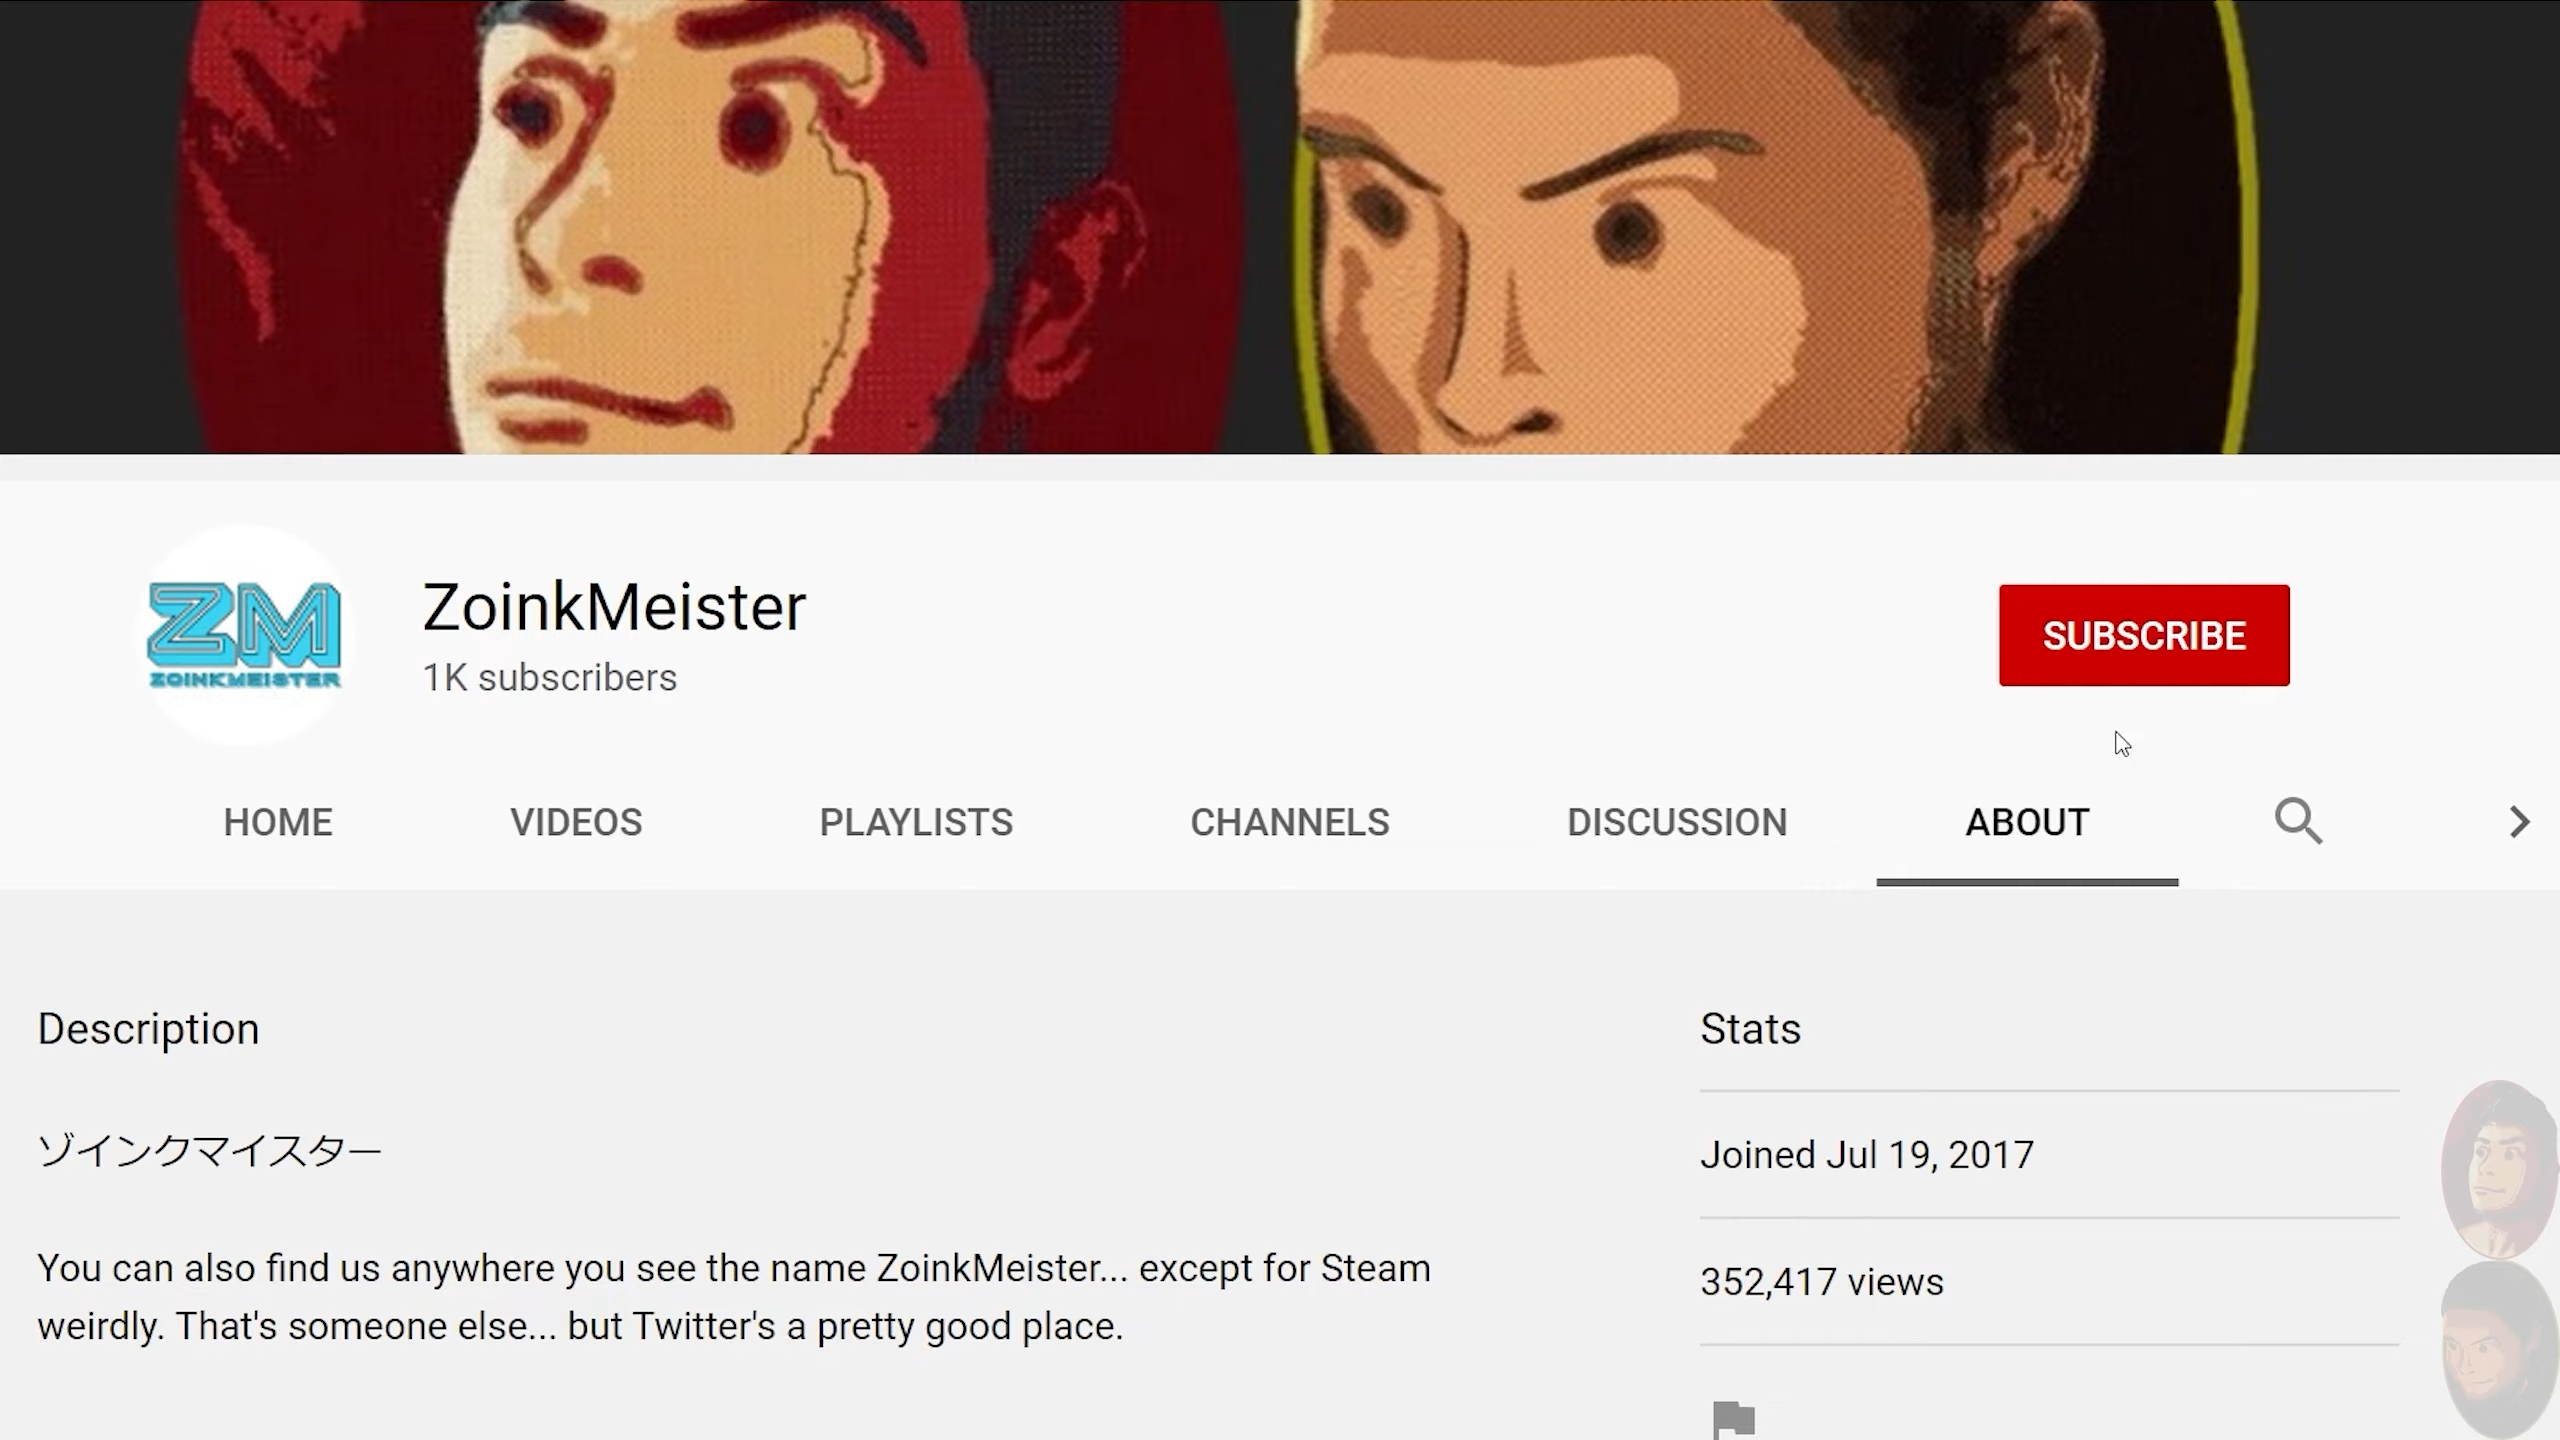 ZM
ZOINKMEISTER
ZoinkMeister
1K subscribers
SUBSCRIBE
HOME VIDEOS PLAYLISTS CHANNELS DISCUSSION ABOUT
Description
ゾインクマイスター
You can also find us anywhere you see the name ZoinkMeister... except for Steam
weirdly. That's someone else... but Twitter's a pretty good place.
Stats
Joined Jul 19, 2017
352,417 views